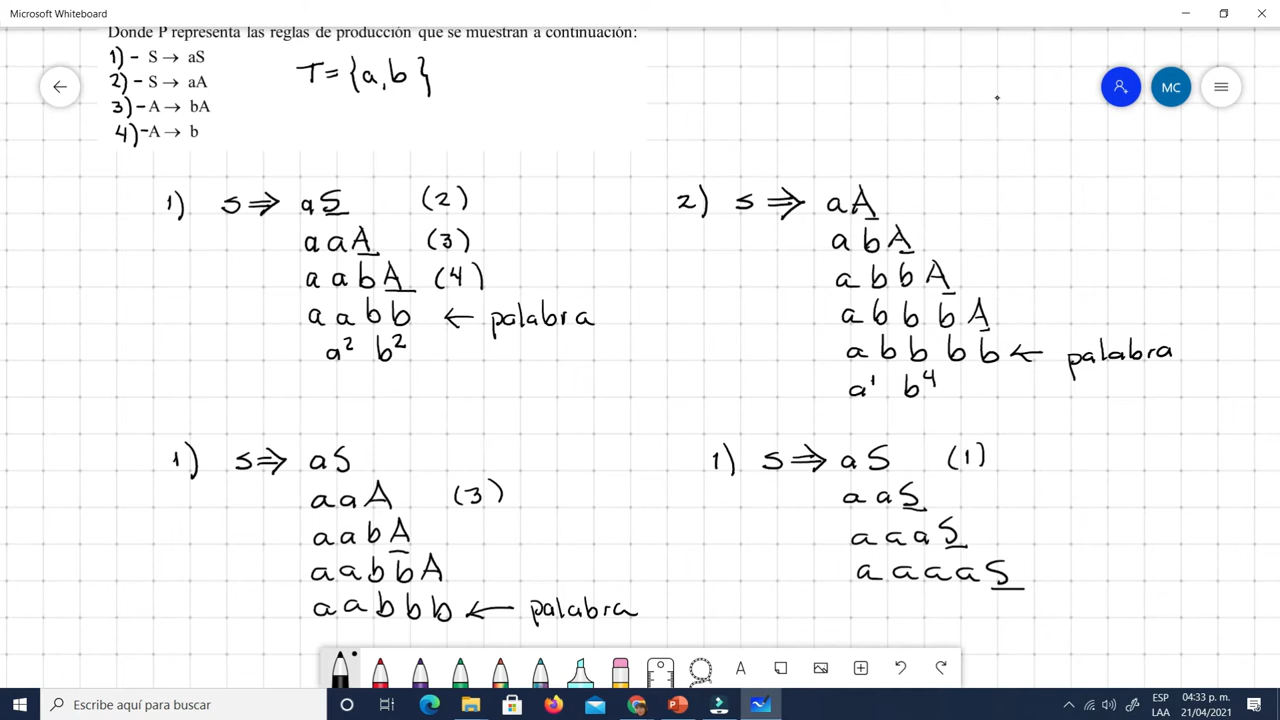 Microsoft Whiteboard
Donde P representa las reglas de producción que se muestran a continuación:
1)- S → aS
2)- S → aA
3)- A → bA
4)- A → b
T = {a,b}
MC
1) S ⇒ aS (2)
aaA (3)
aabA (4)
aabb ← palabra
a² b²
2) S ⇒ aA
abA
abbA
abbbA
abbbb ← palabra
a¹ b⁴
1) S ⇒ aS
aaA (3)
aabA
aabbA
aabbb ← palabra
1) S ⇒ aS (1)
aaS
aaaS
aaaaS
A
Escribe aquí para buscar
ESP
LAA
04:33 p. m.
21/04/2021